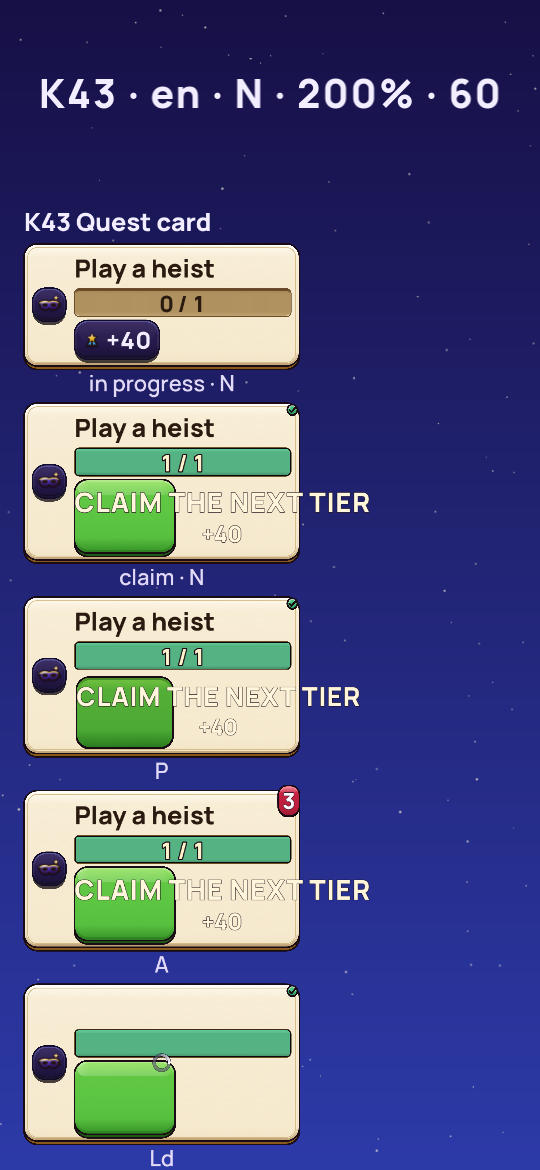 K43 · en · N · 200% · 60
K43 Quest card
Play a heist
0 / 1
+40
in progress · N
Play a heist
1 / 1
CLAIM THE NEXT TIER
+40
claim · N
Play a heist
1 / 1
CLAIM THE NEXT TIER
+40
P
3
Play a heist
1 / 1
CLAIM THE NEXT TIER
+40
A
Ld